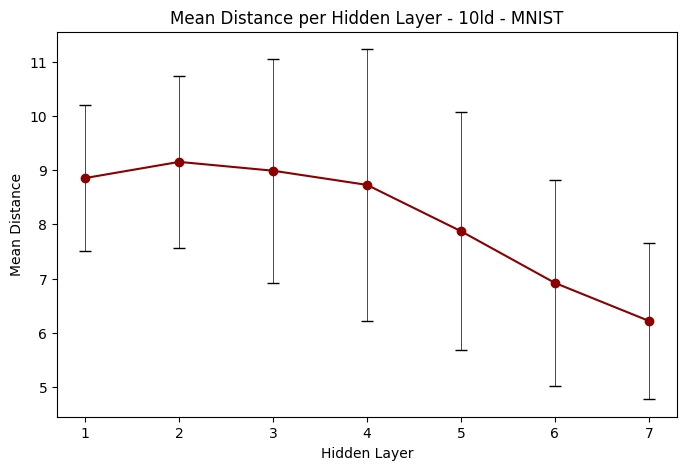 Mean Distance per Hidden Layer - 10ld - MNIST
Mean Distance
11
10
9
8
7
6
5
1 2 3 4 5 6 7
Hidden Layer